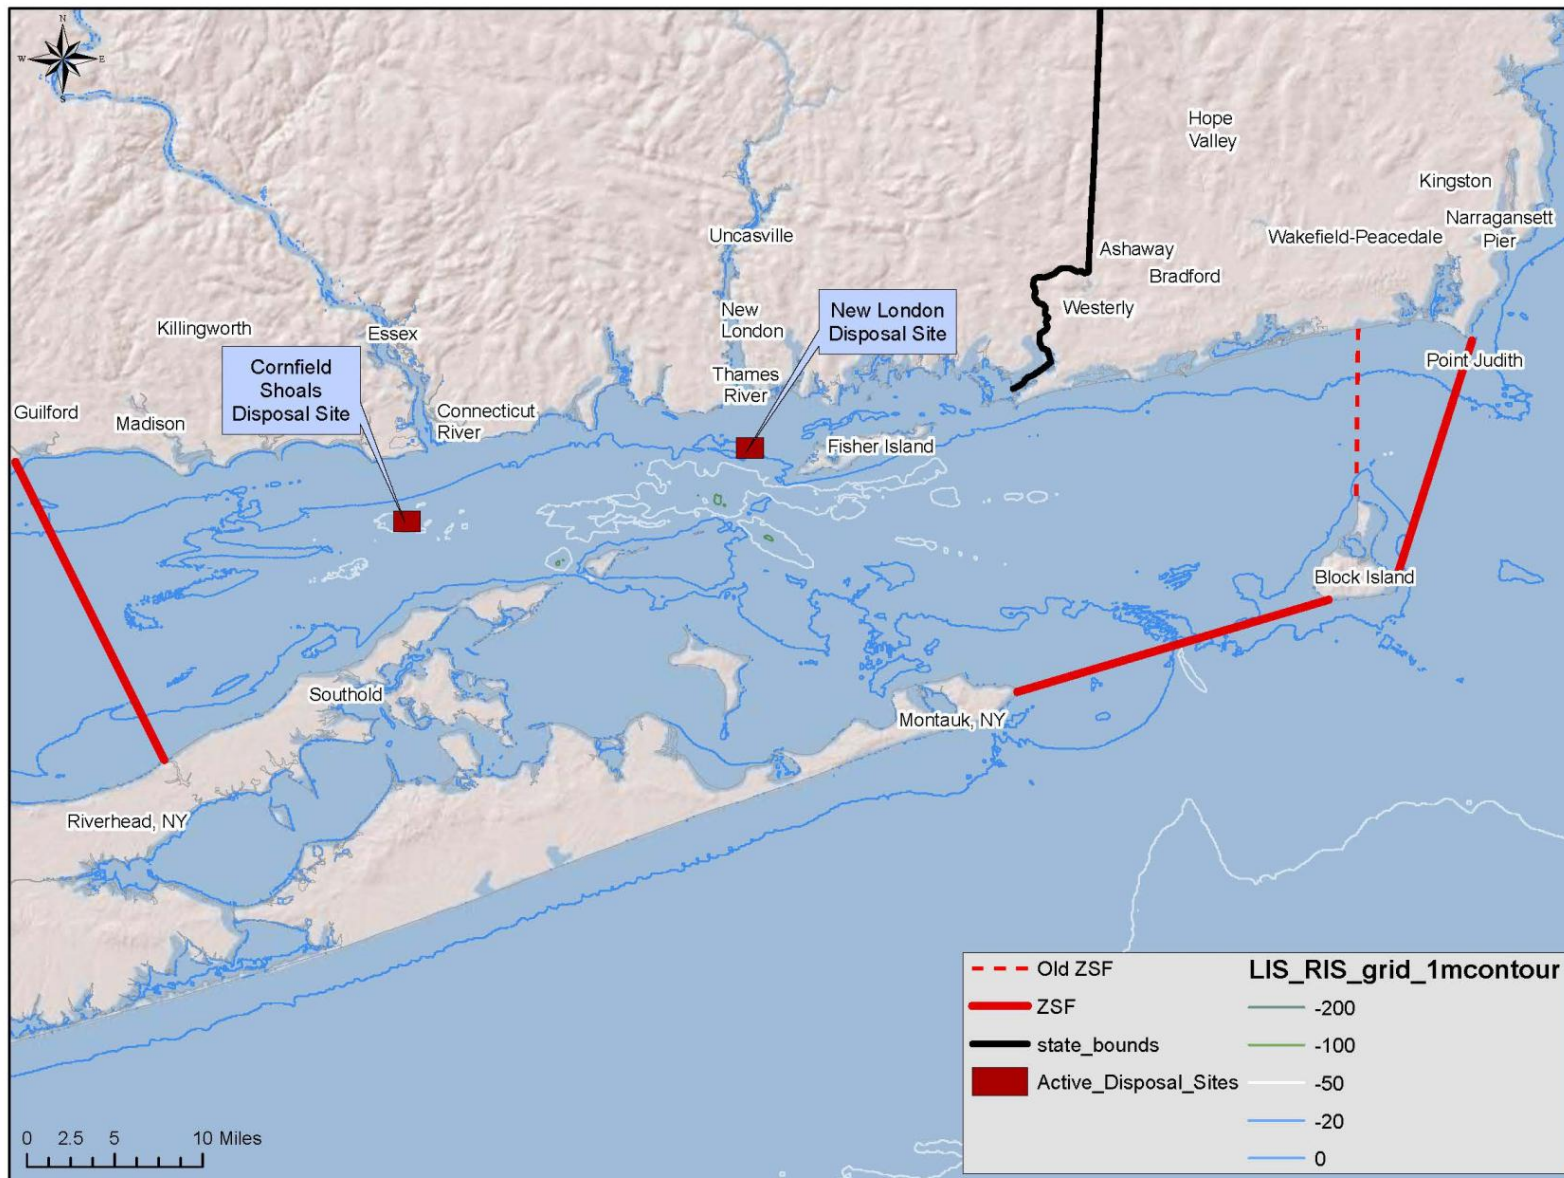 N
W
E
S
Hope
Valley
Kingston
Narragansett
Pier
Uncasville
Wakefield-Peacedale
Ashaway
Bradford
Westerly
New London
Disposal Site
New
London
Killingworth
Essex
Cornfield
Shoals
Disposal Site
Point Judith
Thames
River
Guilford
Madison
Connecticut
River
Fisher Island
Block Island
Southold
Montauk, NY
Riverhead, NY
Old ZSF
ZSF
state_bounds
Active_Disposal_Sites
LIS_RIS_grid_1mcontour
-200
-100
-50
-20
0
0 2.5 5 10 Miles